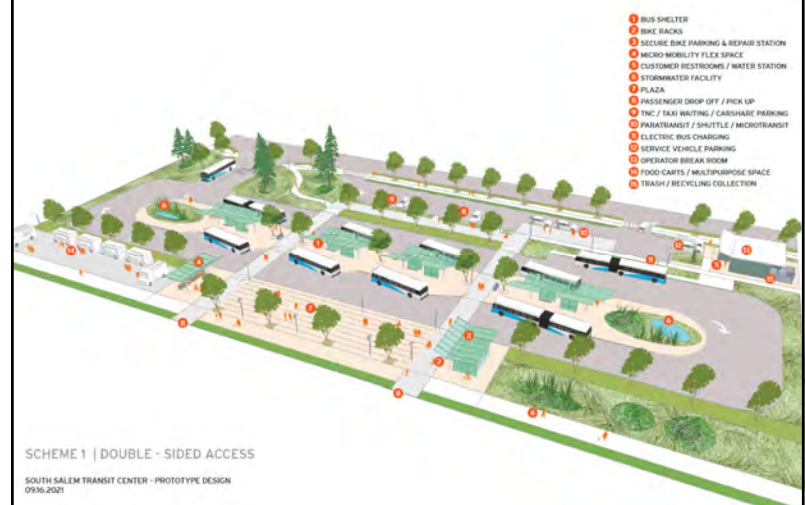 1 BUS SHELTER
2 BIKE RACKS
3 SECURE BIKE PARKING & REPAIR STATION
4 MICRO-MOBILITY FLEX SPACE
5 CUSTOMER RESTROOMS / WATER STATION
6 STORMWATER FACILITY
7 PLAZA
8 PASSENGER DROP OFF / PICK UP
9 TNC / TAXI WAITING / CARSHARE PARKING
10 PARATRANSIT / SHUTTLE / MICROTRANSIT
11 ELECTRIC BUS CHARGING
12 SERVICE VEHICLE PARKING
13 OPERATOR BREAK ROOM
14 FOOD CARTS / MULTIPURPOSE SPACE
15 TRASH / RECYCLING COLLECTION
SCHEME 1 | DOUBLE - SIDED ACCESS
SOUTH SALEM TRANSIT CENTER - PROTOTYPE DESIGN
09.16.2021